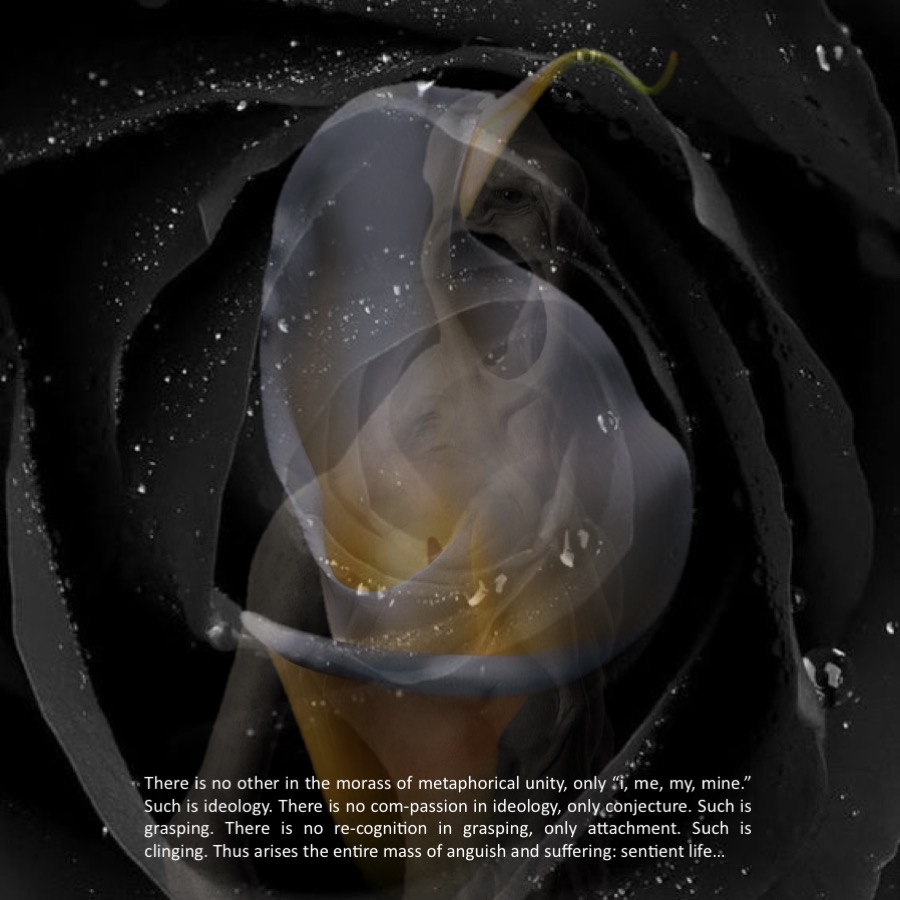 There is no other in the morass of metaphorical unity, only “i, me, my, mine.”
Such is ideology. There is no com-passion in ideology, only conjecture. Such is
grasping. There is no re-cognition in grasping, only attachment. Such is
clinging. Thus arises the entire mass of anguish and suffering: sentient life…